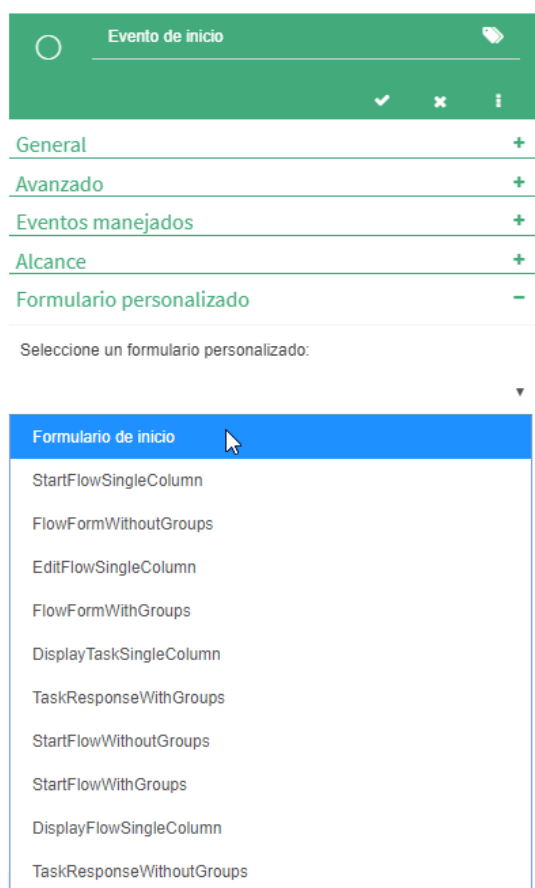 Evento de inicio
General
Avanzado
Eventos manejados
Alcance
Formulario personalizado
Seleccione un formulario personalizado:
Formulario de inicio
StartFlowSingleColumn
FlowFormWithoutGroups
EditFlowSingleColumn
FlowFormWithGroups
DisplayTaskSingleColumn
TaskResponseWithGroups
StartFlowWithoutGroups
StartFlowWithGroups
DisplayFlowSingleColumn
TaskResponseWithoutGroups